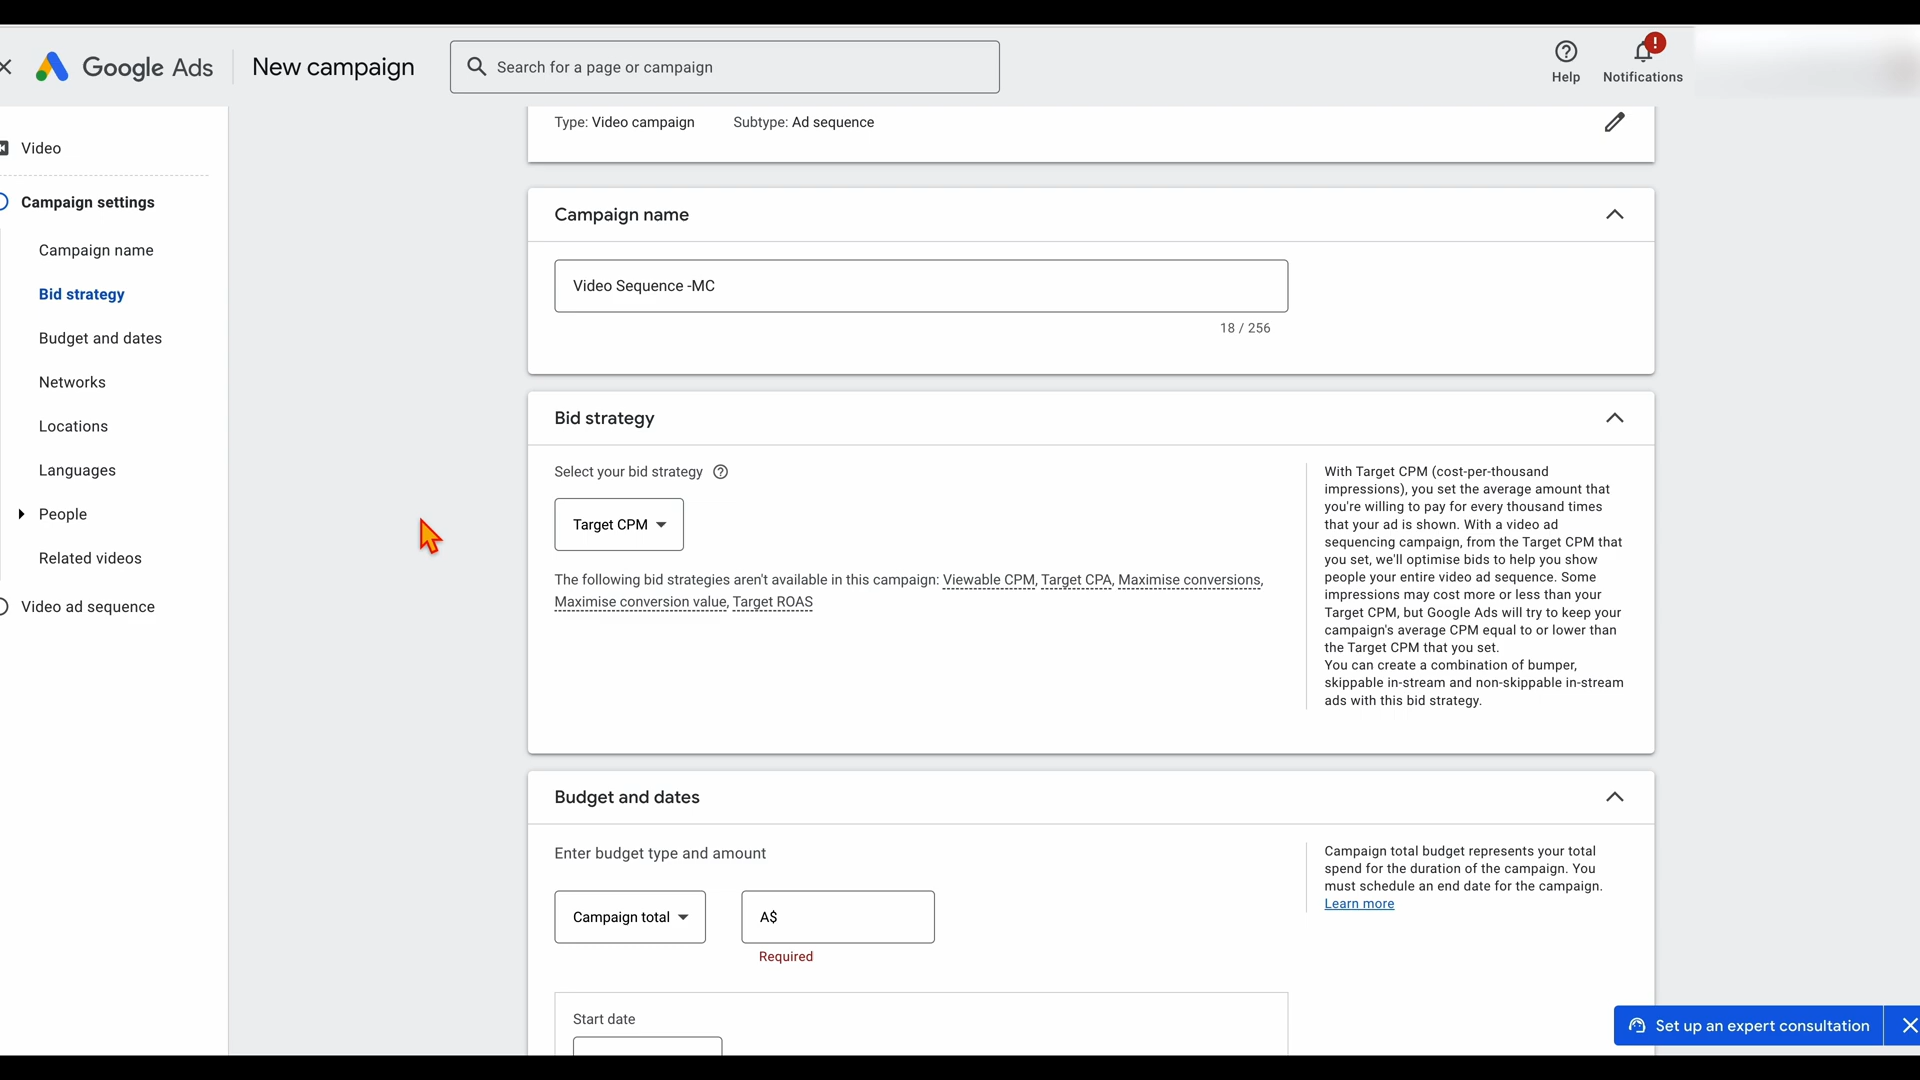 Google Ads
New campaign
Search for a page or campaign
Help
Notifications
Type: Video campaign
Subtype: Ad sequence
Video
Campaign settings
Campaign name
Bid strategy
Budget and dates
Networks
Locations
Languages
People
Related videos
Video ad sequence
Campaign name
Video Sequence -MC
18 / 256
Bid strategy
Select your bid strategy
Target CPM
The following bid strategies aren't available in this campaign: Viewable CPM, Target CPA, Maximise conversions,
Maximise conversion value, Target ROAS
With Target CPM (cost-per-thousand
impressions), you set the average amount that
you're willing to pay for every thousand times
that your ad is shown. With a video ad
sequencing campaign, from the Target CPM that
you set, we'll optimise bids to help you show
people your entire video ad sequence. Some
impressions may cost more or less than your
Target CPM, but Google Ads will try to keep your
campaign's average CPM equal to or lower than
the Target CPM that you set.
You can create a combination of bumper,
skippable in-stream and non-skippable in-stream
ads with this bid strategy.
Budget and dates
Enter budget type and amount
Campaign total
A$
Required
Campaign total budget represents your total
spend for the duration of the campaign. You
must schedule an end date for the campaign.
Learn more
Start date
Set up an expert consultation